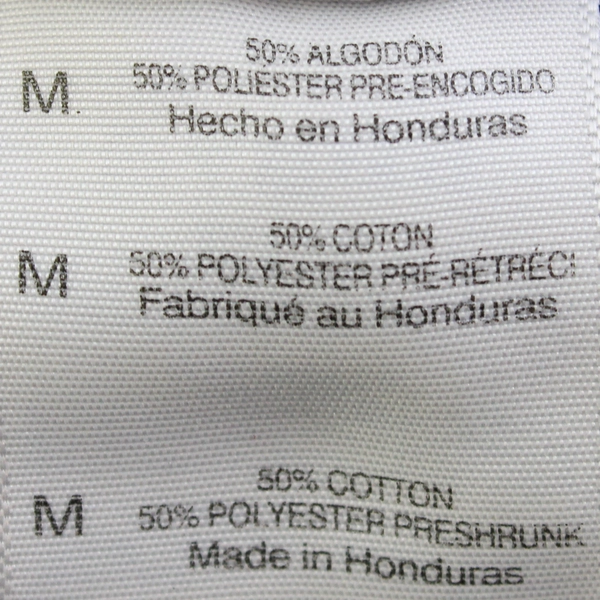 50% ALGODÓN
M 50% POLIESTER PRE-ENCOGIDO
Hecho en Honduras
50% COTON
M 50% POLYESTER PRÉ-RÉTRÉCI
Fabriqué au Honduras
50% COTTON
M 50% POLYESTER PRESHRUNK
Made in Honduras